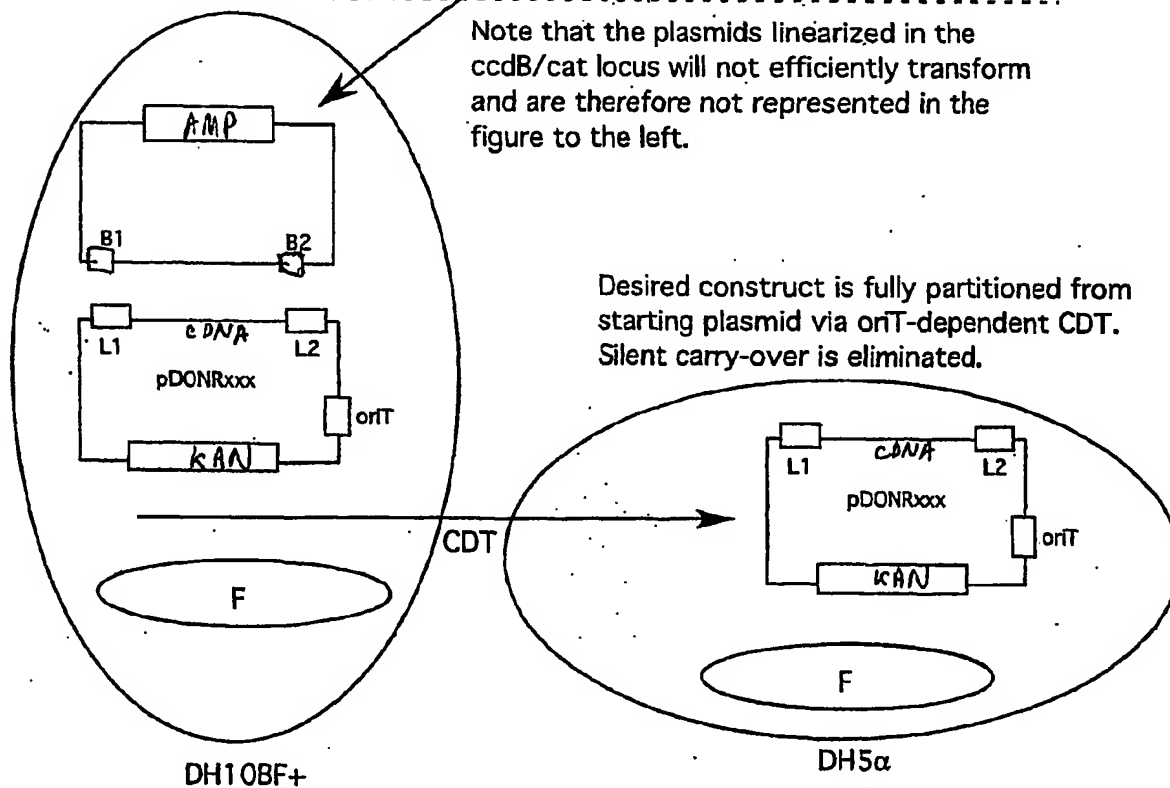 Note that the plasmids linearized in the
ccdB/cat locus will not efficiently transform
and are therefore not represented in the
figure to the left.
AMP
B1
B2
Desired construct is fully partitioned from
starting plasmid via oriT-dependent CDT.
Silent carry-over is eliminated.
L1
cDNA
L2
pDONRxxx
oriT
KAN
L1
cDNA
L2
pDONRxxx
oriT
KAN
CDT
F
F
DH10BF+
DH5α